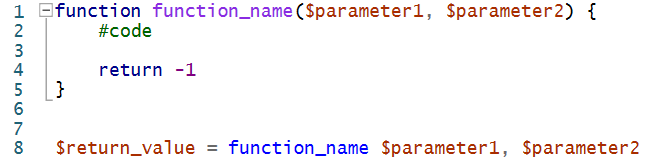 1 function function_name($parameter1, $parameter2) {
2 #code
3
4 return -1
5 }
6
7
8 $return_value = function_name $parameter1, $parameter2